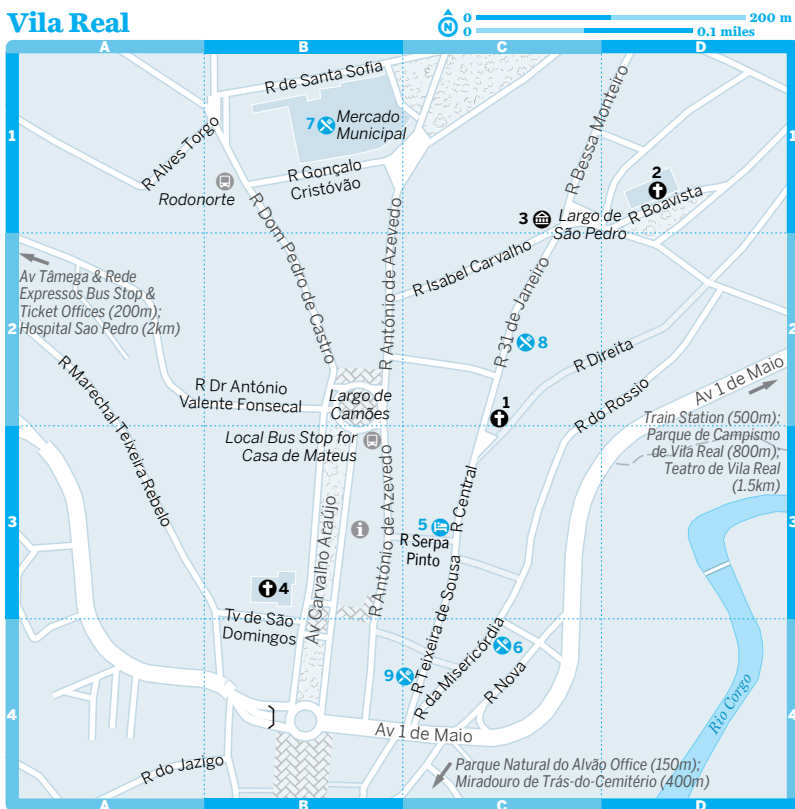 Vila Real
N
0 200 m
0 0.1 miles
A B C D
1
R de Santa Sofia
7 Mercado
Municipal
R Alves Torgo
R Gonçalo
Cristóvão
Rodonorte
R Bessa Monteiro
2
R Boavista
3 Largo de
São Pedro
1
R Dom Pedro de Castro
R António de Azevedo
R Isabel Carvalho
R 31 de Janeiro
Av Tâmega & Rede
Expressos Bus Stop &
Ticket Offices (200m);
Hospital Sao Pedro (2km)
2
8
R Direita
2
R Marechal Teixeira Rebelo
R Dr António
Valente Fonsecal
Largo de
Camões
1
R do Rossio
Av 1 de Maio
Local Bus Stop for
Casa de Mateus
Train Station (500m);
Parque de Campismo
de Vila Real (800m);
Teatro de Vila Real
(1.5km)
3
Av Carvalho Araújo
R António de Azevedo
R Central
5
R Serpa
Pinto
3
4
Tv de São
Domingos
R Teixeira de Sousa
R da Misericórdia
6
9
R Nova
4
Av 1 de Maio
Rio Corgo
4
R do Jazigo
Parque Natural do Alvão Office (150m);
Miradouro de Trás-do-Cemitério (400m)
A B C D